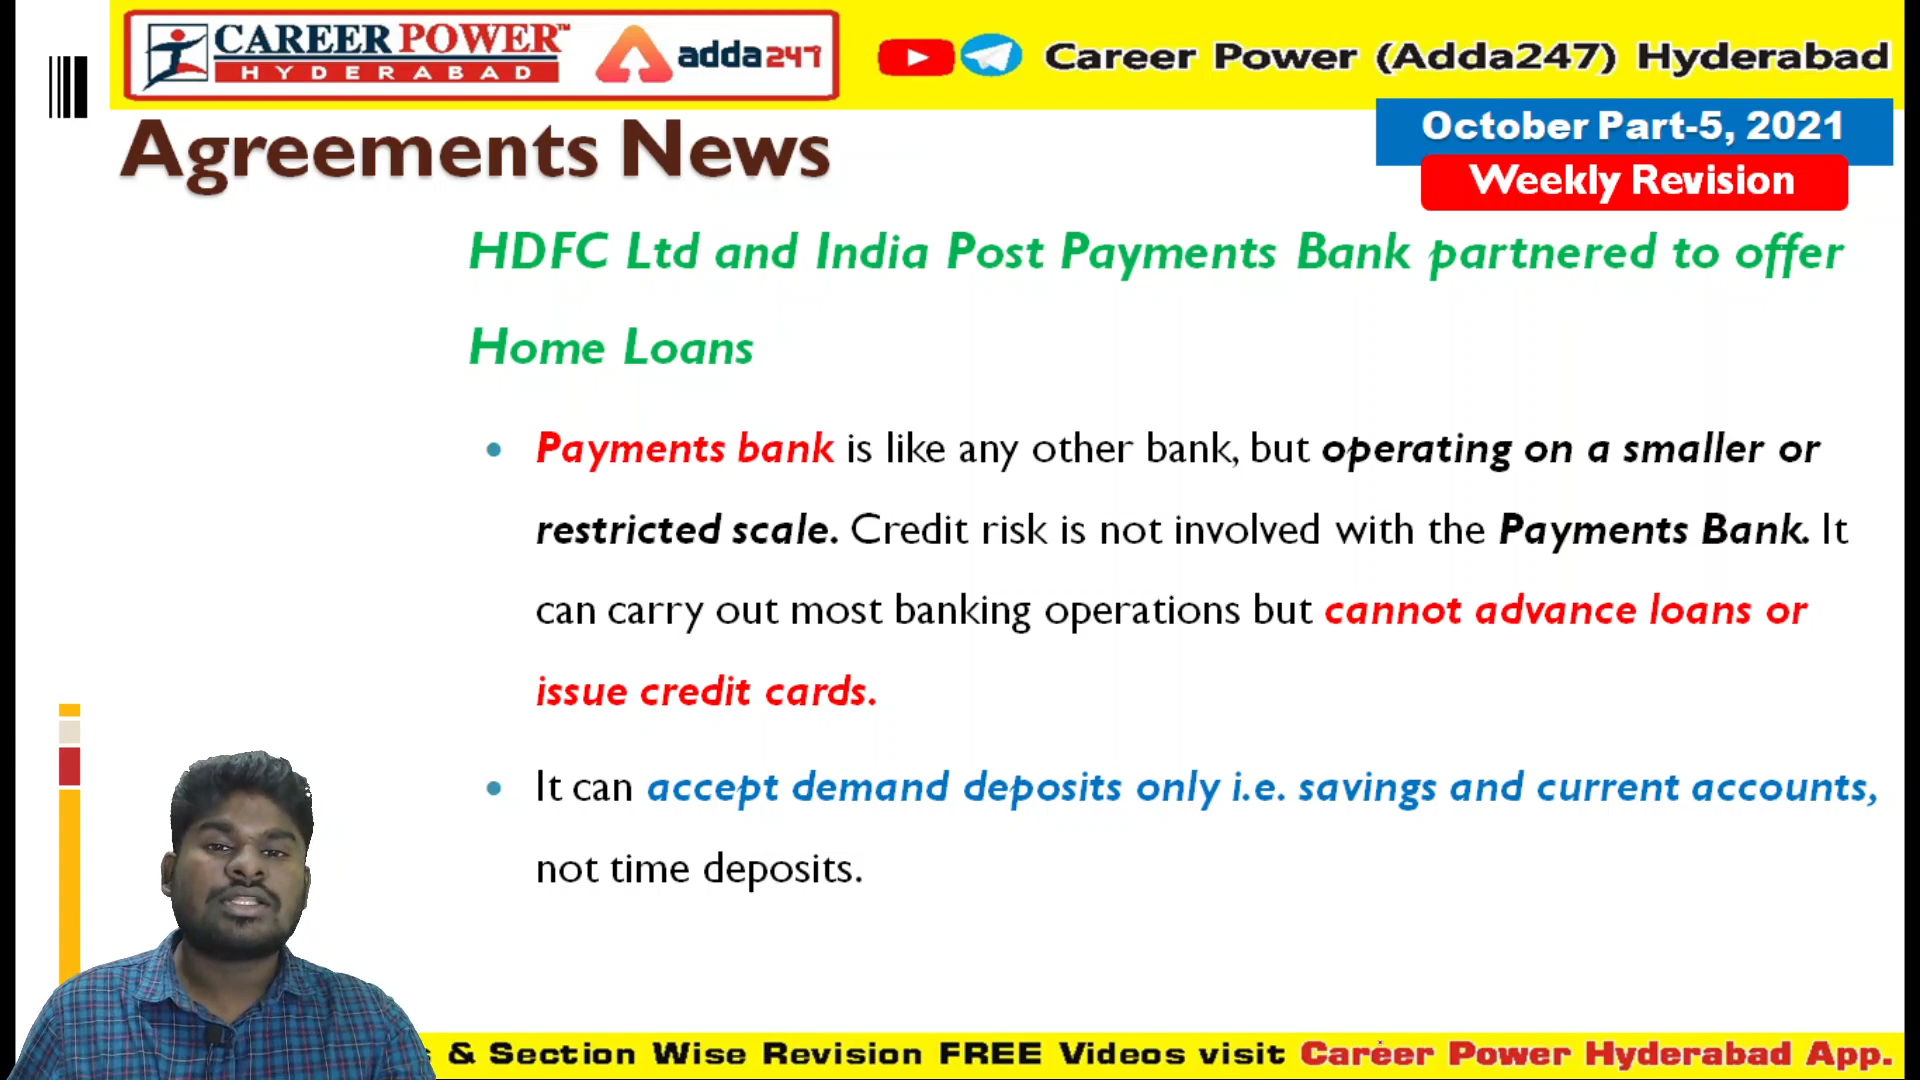 CAREER POWER™
HYDERABAD
adda247
Career Power (Adda247) Hyderabad
October Part-5, 2021
Weekly Revision
Agreements News
HDFC Ltd and India Post Payments Bank partnered to offer
Home Loans
• Payments bank is like any other bank, but operating on a smaller or
restricted scale. Credit risk is not involved with the Payments Bank. It
can carry out most banking operations but cannot advance loans or
issue credit cards.
• It can accept demand deposits only i.e. savings and current accounts,
not time deposits.
& Section Wise Revision FREE Videos visit Career Power Hyderabad App.